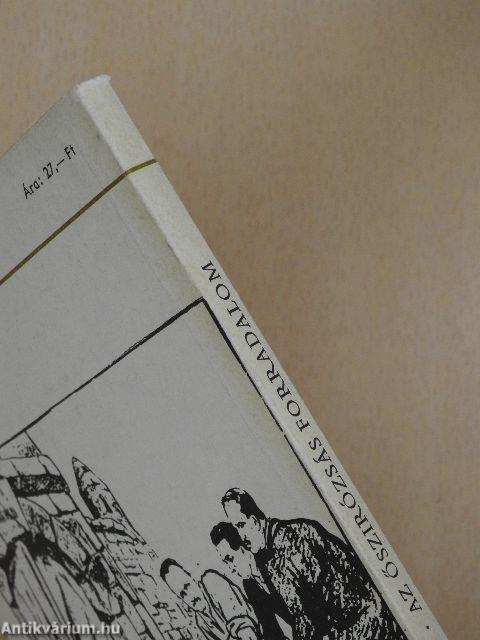 Ára: 27,—Ft
AZ ŐSZIRÓZSÁS FORRADALOM
Antikvárium.hu